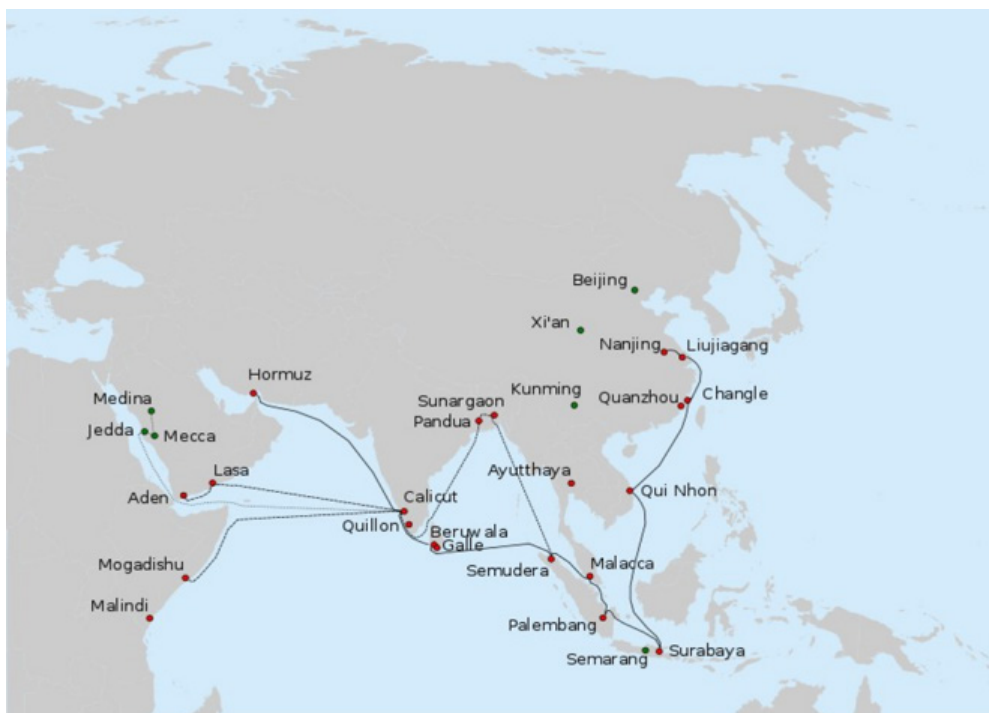 Beijing
Xi'an
Nanjing
Liujiagang
Hormuz
Kunming
Quanzhou
Changle
Medina
Sunargaon
Pandua
Jedda
Mecca
Lasa
Ayutthaya
Aden
Calicut
Qui Nhon
Quillon
Beruwala
Galle
Mogadishu
Semudera
Malacca
Malindi
Palembang
Semarang
Surabaya